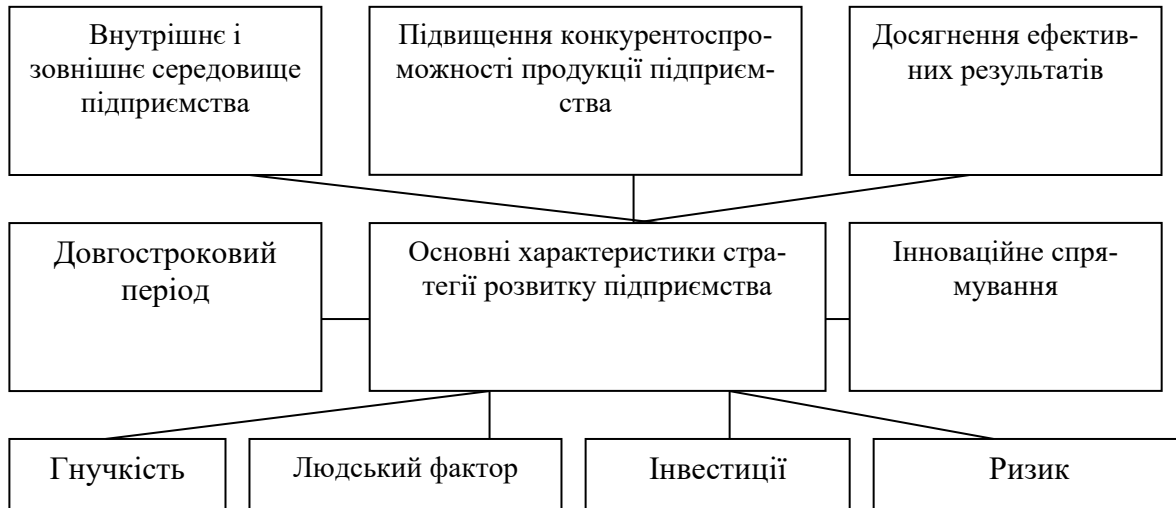 Внутрішнє і
зовнішнє середовище
підприємства
Підвищення конкурентоспро-
можності продукції підприєм-
ства
Досягнення ефектив-
них результатів
Довгостроковий
період
Основні характеристики стра-
тегії розвитку підприємства
Інноваційне спря-
мування
Гнучкість
Людський фактор
Інвестиції
Ризик